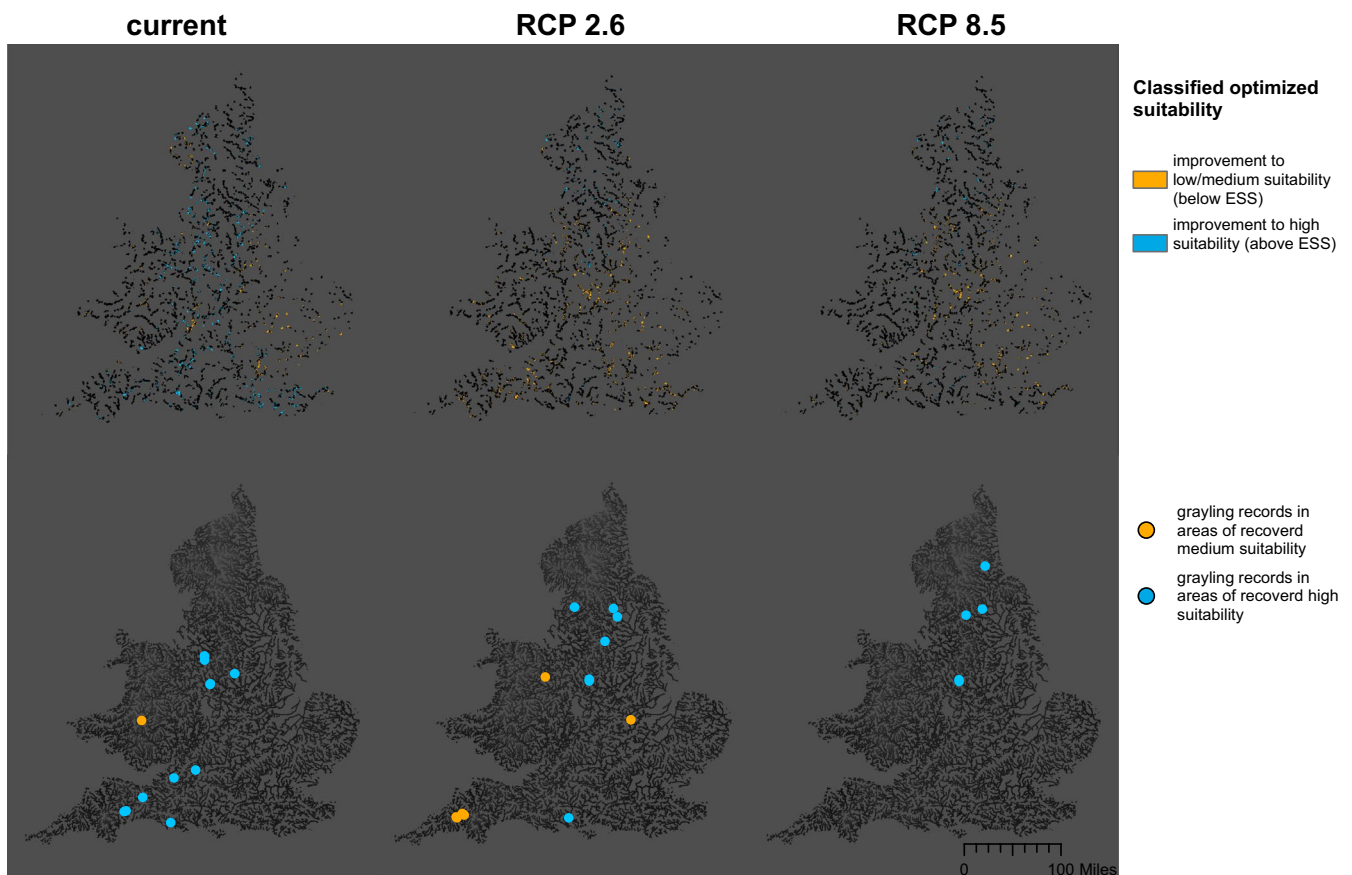 current
RCP 2.6
RCP 8.5
Classified optimized
suitability
improvement to
low/medium suitability
(below ESS)
improvement to high
suitability (above ESS)
grayling records in
areas of recoverd
medium suitability
grayling records in
areas of recoverd high
suitability
0
100 Miles